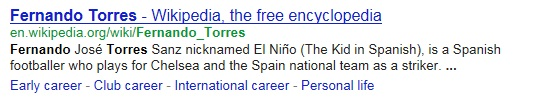 Fernando Torres - Wikipedia, the free encyclopedia
en.wikipedia.org/wiki/Fernando_Torres
Fernando José Torres Sanz nicknamed El Niño (The Kid in Spanish), is a Spanish
footballer who plays for Chelsea and the Spain national team as a striker. ...
Early career - Club career - International career - Personal life